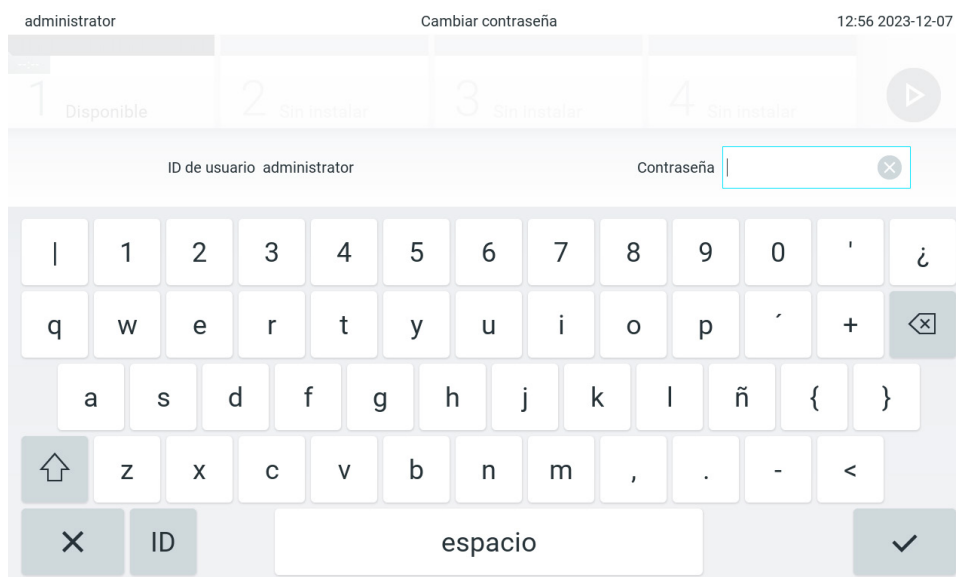 administrator Cambiar contraseña 12:56 2023-12-07
1 Disponible 2 Sin instalar 3 Sin instalar 4 Sin instalar
ID de usuario administrator Contraseña
| 1 2 3 4 5 6 7 8 9 0 ' ¿
q w e r t y u i o p ´ +
a s d f g h j k l ñ { }
z x c v b n m , . - <
ID espacio